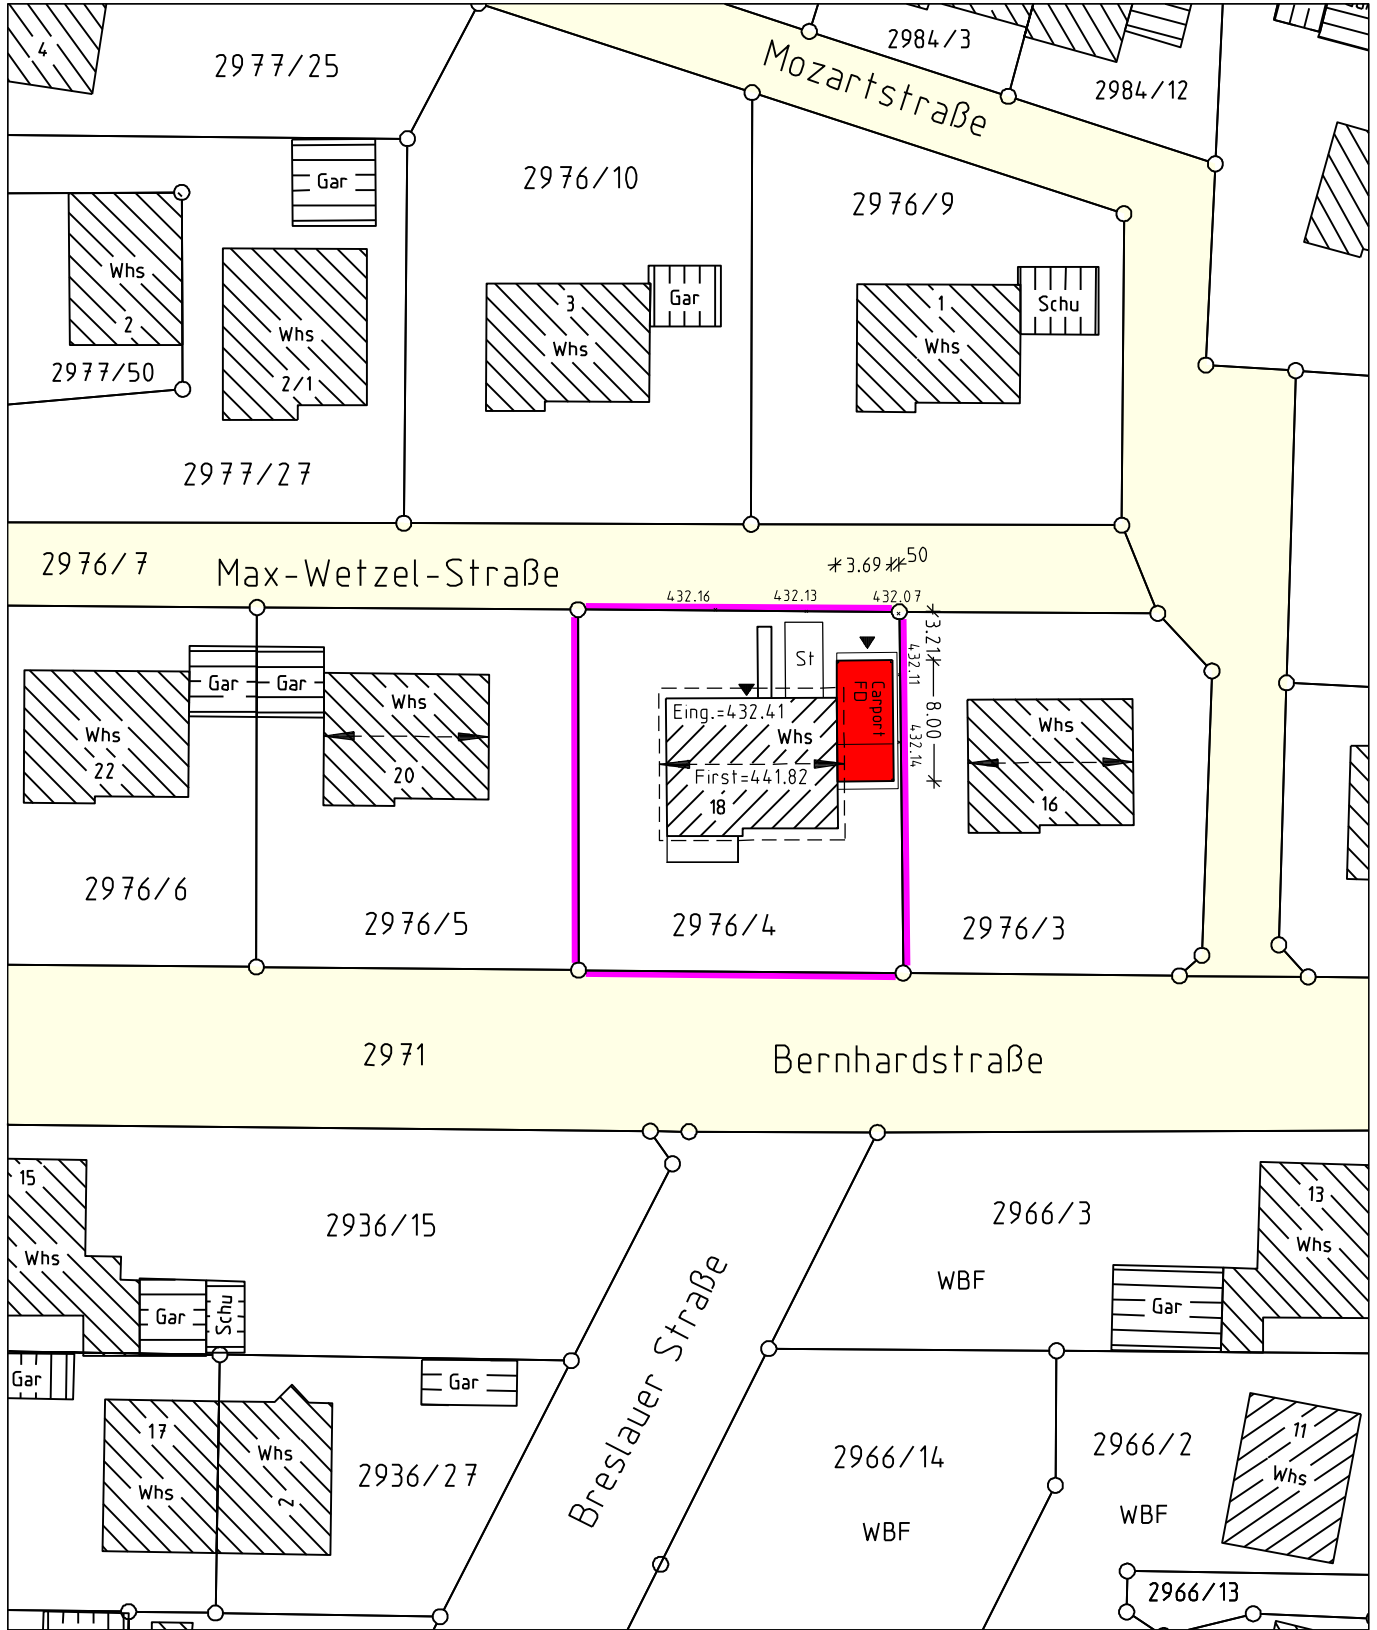 4
2977/25
Mozartstraße
2984/3
2984/12
Gar
2976/10
2976/9
Whs
2
2977/50
Whs
2/1
3
Whs
Gar
1
Whs
Schu
2977/27
2976/7
Max-Wetzel-Straße
3.69
50
432.16
432.13
432.07
3.21
432.11
8.00
432.14
St
Carport
FD
Eing.=432.41
Whs
First=441.82
18
Gar
Gar
Whs
22
Whs
20
Whs
16
2976/6
2976/5
2976/4
2976/3
2971
Bernhardstraße
15
Whs
2936/15
Gar
Schu
Gar
Breslauer Straße
2966/3
WBF
13
Whs
Gar
17
Whs
Whs
2
Gar
2936/27
2966/14
WBF
2966/2
WBF
11
Whs
2966/13